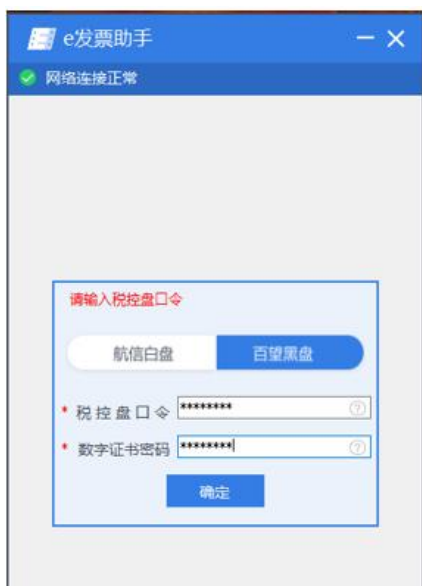 e发票助手
网络连接正常
请输入税控盘口令
航信白盘 百望黑盘
* 税控盘口令 ********
* 数字证书密码 ********
确定